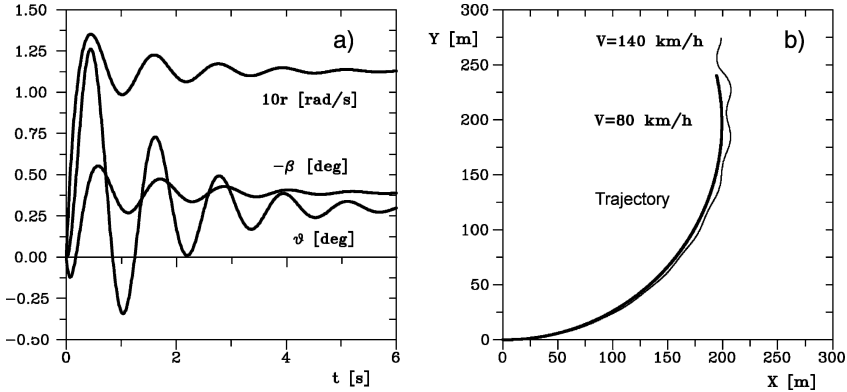 1.50
1.25
1.00
0.75
0.50
0.25
0.00
-0.25
-0.50
0
2
4
6
t [s]
a)
10r [rad/s]
-β [deg]
ϑ [deg]
300
Y [m]
250
200
150
100
50
0
0
50
100
150
200
250
300
X [m]
b)
V=140 km/h
V=80 km/h
Trajectory